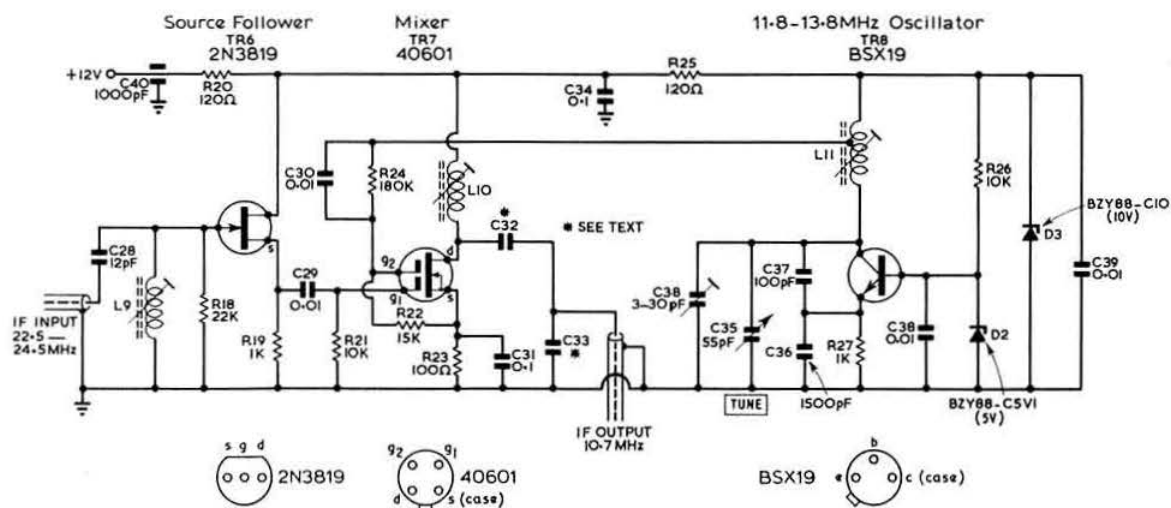 Source Follower
TR6
2N3819
Mixer
TR7
40601
11·8-13·8MHz Oscillator
TR8
BSX19
+12V
C40
1000pF
R20
120Ω
C34
0·1
R25
120Ω
C30
0·01
R24
180K
L10
L11
R26
10K
BZY88-C10
(10V)
D3
C28
12pF
s
C32
*
* SEE TEXT
d
g2
g1
s
C29
0·01
C38
3-30pF
C37
100pF
C39
0·01
L9
R18
22K
R22
15K
C35
55pF
C38
0·01
D2
IF INPUT
22·5 —
24·5MHz
R19
1K
R21
10K
R23
100Ω
C31
0·1
C33
*
C36
R27
1K
TUNE
1500pF
BZY88-C5V1
(5V)
IF OUTPUT
10·7MHz
s g d
2N3819
g2 g1
d s (case)
40601
BSX19
b
e c (case)